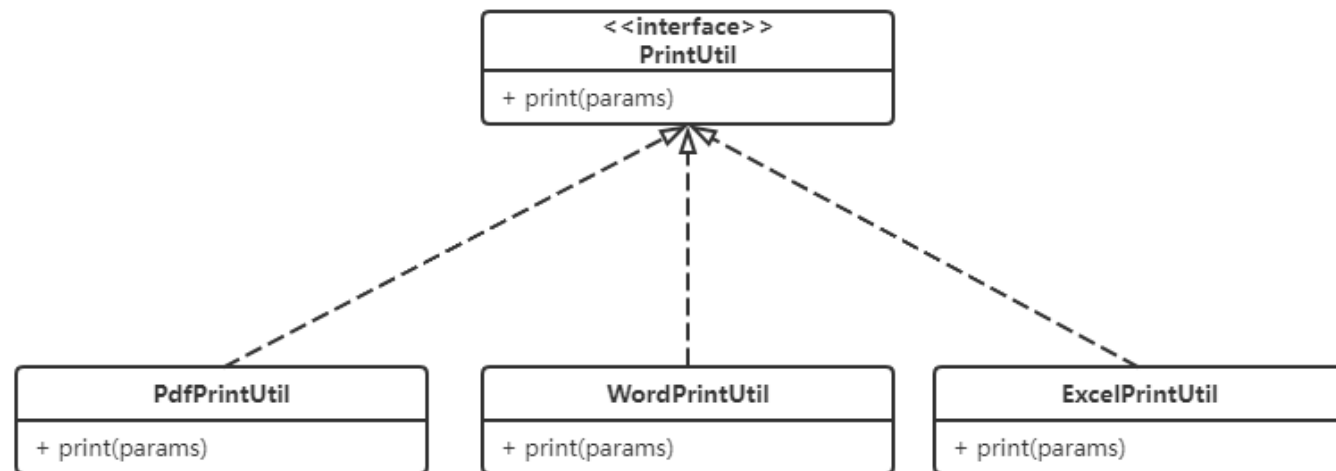 <<interface>>
PrintUtil
+ print(params)
PdfPrintUtil
WordPrintUtil
ExcelPrintUtil
+ print(params)
+ print(params)
+ print(params)